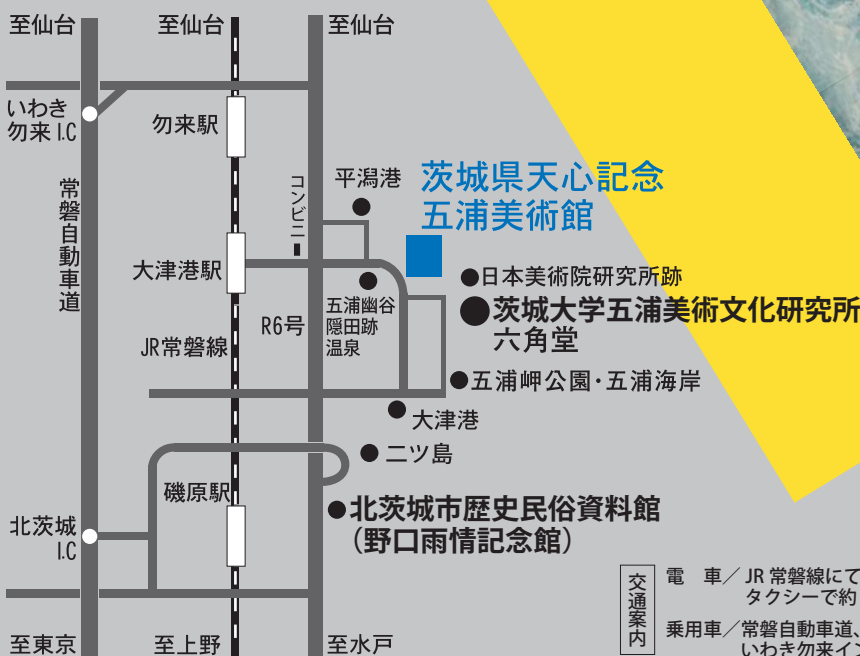 至仙台
至仙台
至仙台
いわき
勿来 I.C
勿来駅
常磐自動車道
コンビニ
平潟港
茨城県天心記念
五浦美術館
大津港駅
●日本美術院研究所跡
●茨城大学五浦美術文化研究所
六角堂
五浦幽谷
隠田跡
温泉
R6号
JR常磐線
●五浦岬公園・五浦海岸
大津港
●二ツ島
磯原駅
●北茨城市歴史民俗資料館
(野口雨情記念館)
北茨城
I.C
交通案内
電　車／JR 常磐線にて
タクシーで約
乗用車／常磐自動車道、
いわき勿来イン
至東京
至上野
至水戸